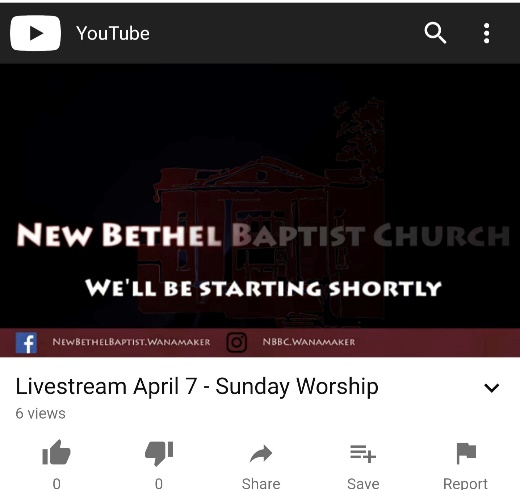 YouTube
New Bethel Baptist Church
We'll be starting shortly
NewBethelBaptist.Wanamaker NBBC.Wanamaker
Livestream April 7 - Sunday Worship
6 views
0 0 Share Save Report